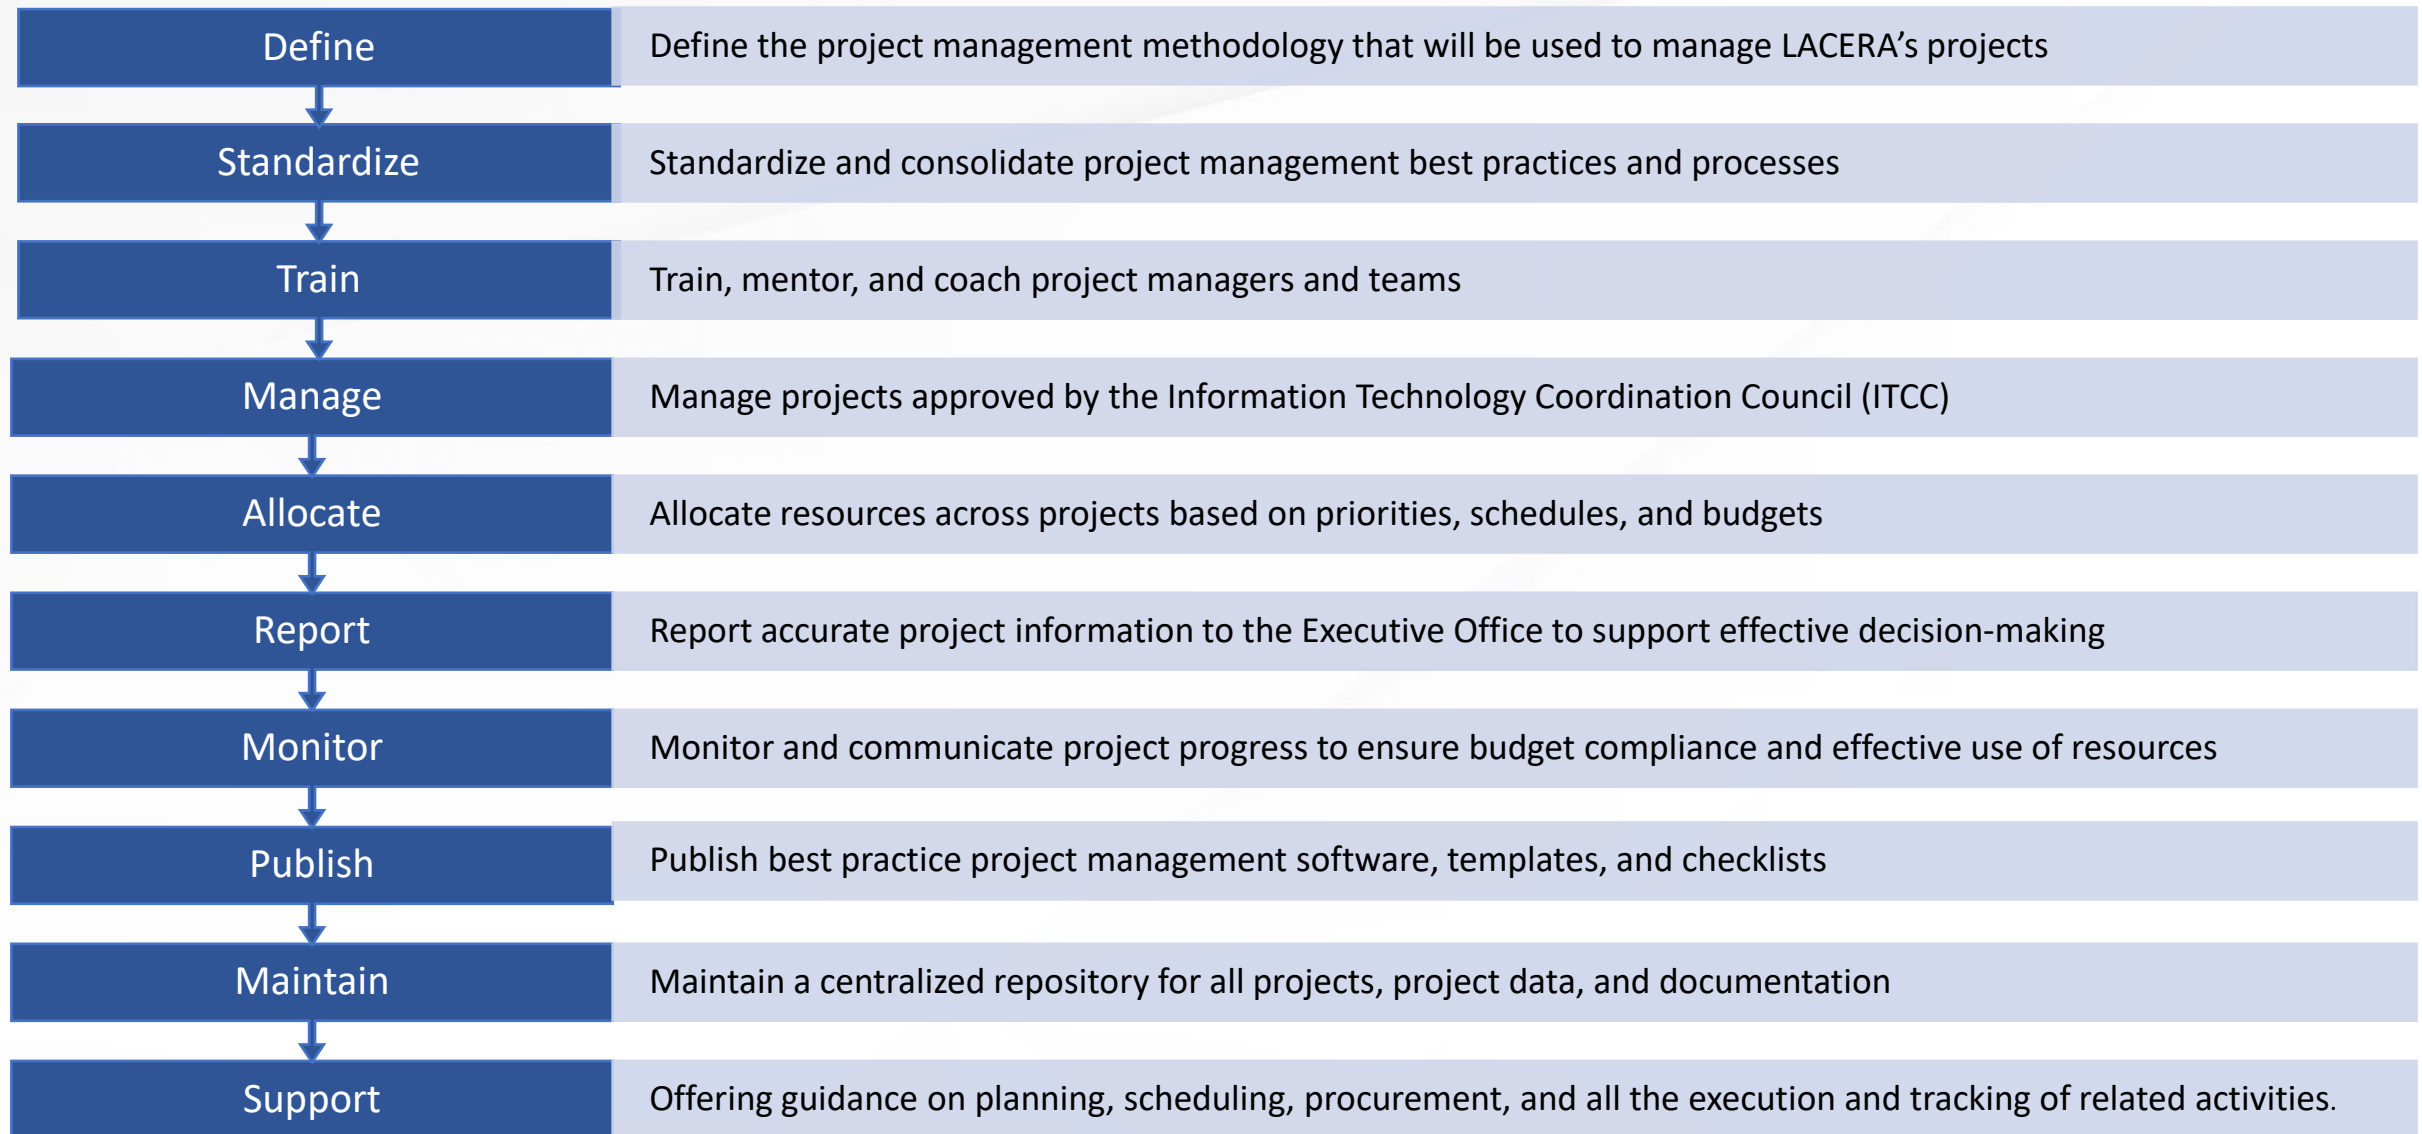 Define
Define the project management methodology that will be used to manage LACERA’s projects
Standardize
Standardize and consolidate project management best practices and processes
Train
Train, mentor, and coach project managers and teams
Manage
Manage projects approved by the Information Technology Coordination Council (ITCC)
Allocate
Allocate resources across projects based on priorities, schedules, and budgets
Report
Report accurate project information to the Executive Office to support effective decision-making
Monitor
Monitor and communicate project progress to ensure budget compliance and effective use of resources
Publish
Publish best practice project management software, templates, and checklists
Maintain
Maintain a centralized repository for all projects, project data, and documentation
Support
Offering guidance on planning, scheduling, procurement, and all the execution and tracking of related activities.